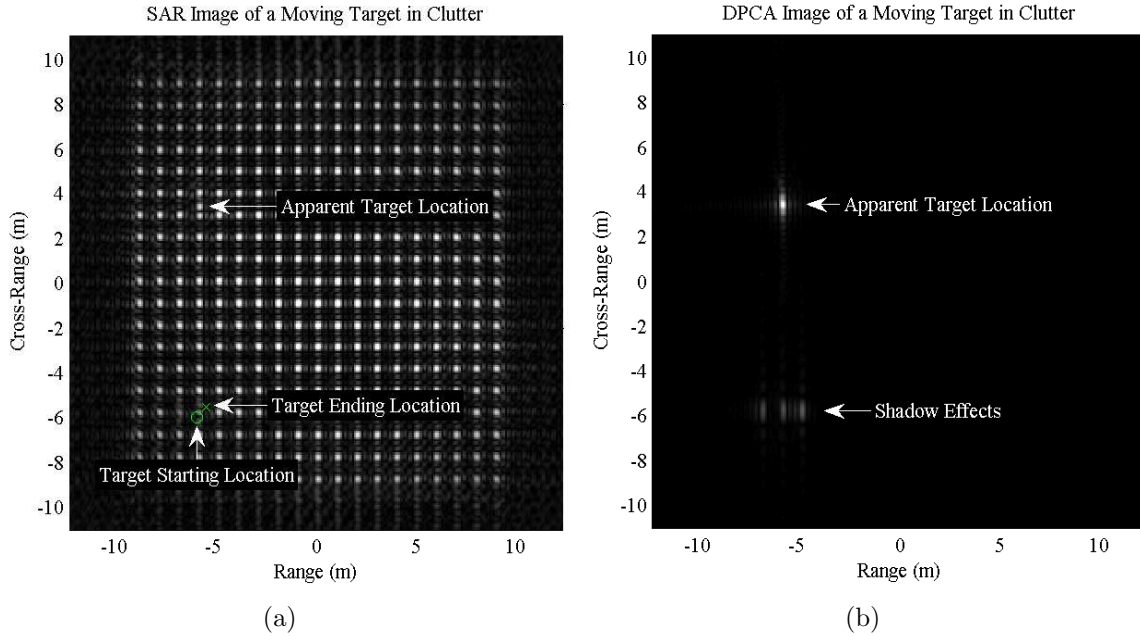 SAR Image of a Moving Target in Clutter
10
8
6
4
2
0
-2
-4
-6
-8
-10
Cross-Range (m)
Apparent Target Location
Target Ending Location
Target Starting Location
-10 -5 0 5 10
Range (m)
(a)
DPCA Image of a Moving Target in Clutter
10
8
6
4
2
0
-2
-4
-6
-8
-10
Cross-Range (m)
Apparent Target Location
Shadow Effects
-10 -5 0 5 10
Range (m)
(b)